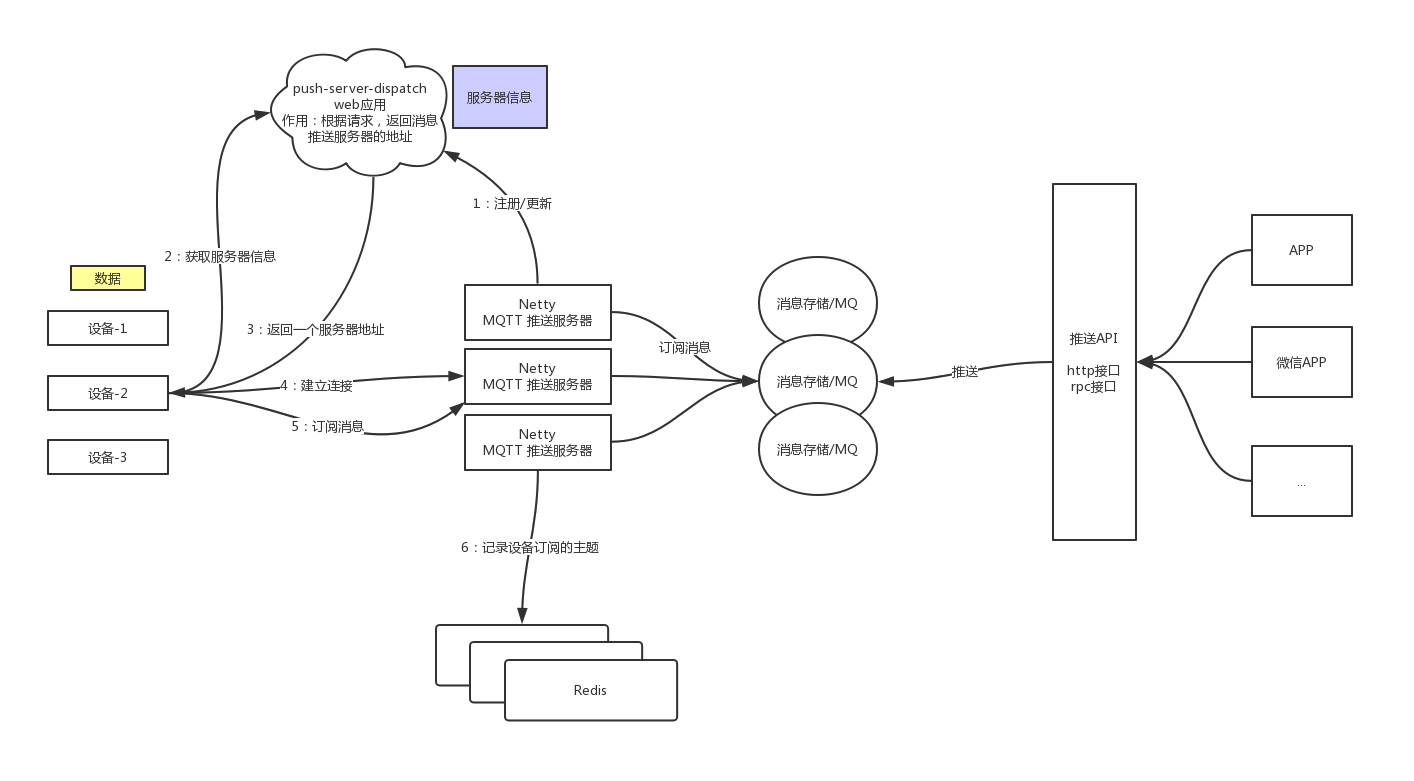 push-server-dispatch
web应用
作用：根据请求，返回消息
推送服务器的地址
服务器信息
1：注册/更新
2：获取服务器信息
数据
设备-1
设备-2
设备-3
3：返回一个服务器地址
4：建立连接
5：订阅消息
Netty
MQTT 推送服务器
Netty
MQTT 推送服务器
Netty
MQTT 推送服务器
订阅消息
消息存储/MQ
消息存储/MQ
消息存储/MQ
推送
推送API
http接口
rpc接口
APP
微信APP
...
6：记录设备订阅的主题
Redis